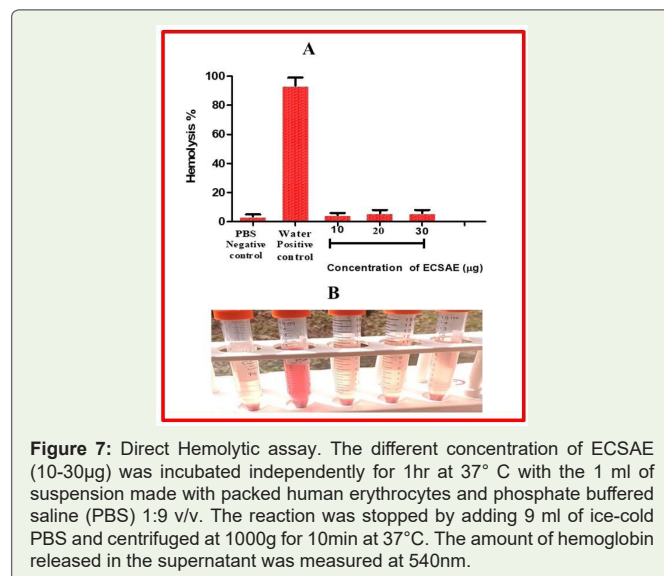 A
100
80
60
40
20
0
Hemolysis %
PBS Negative control
Water Positive control
10
20
30
Concentration of ECSAE (µg)
B
Figure 7: Direct Hemolytic assay. The different concentration of ECSAE
(10-30µg) was incubated independently for 1hr at 37° C with the 1 ml of
suspension made with packed human erythrocytes and phosphate buffered
saline (PBS) 1:9 v/v. The reaction was stopped by adding 9 ml of ice-cold
PBS and centrifuged at 1000g for 10min at 37°C. The amount of hemoglobin
released in the supernatant was measured at 540nm.